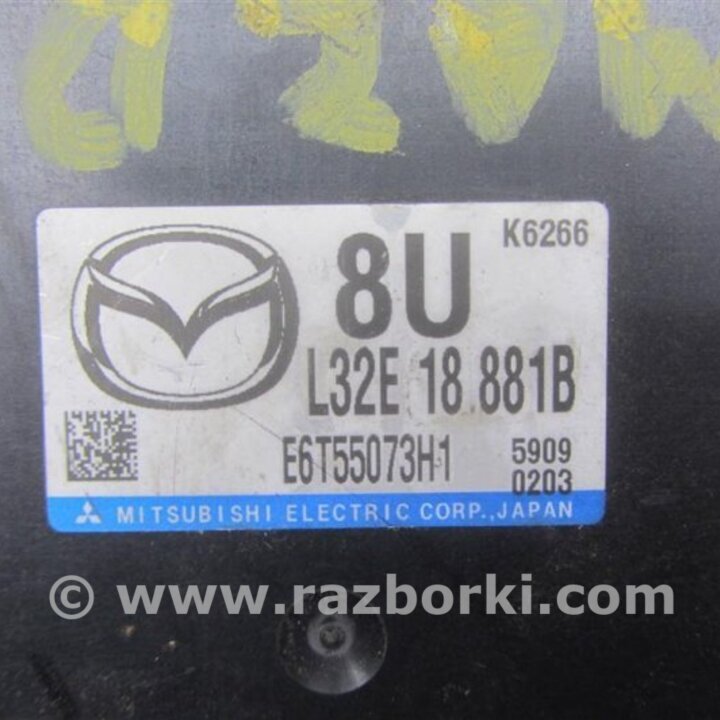 K6266
8U
L32E 18 881B
E6T55073H1
5909
0203
MITSUBISHI ELECTRIC CORP., JAPAN
© www.razborki.com